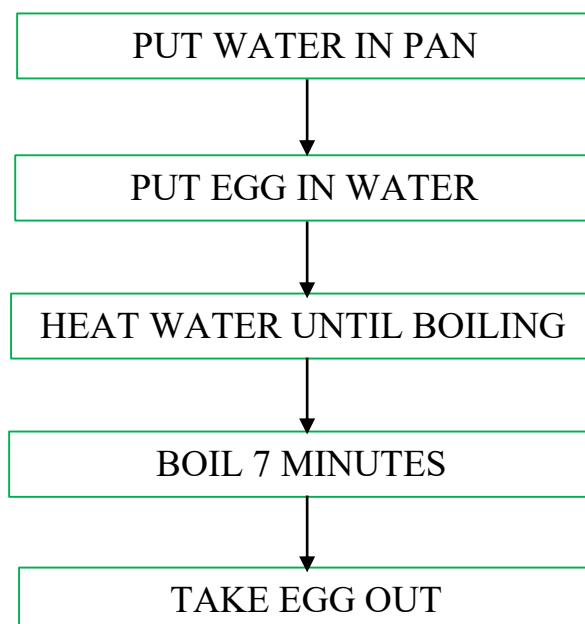 PUT WATER IN PAN
PUT EGG IN WATER
HEAT WATER UNTIL BOILING
BOIL 7 MINUTES
TAKE EGG OUT